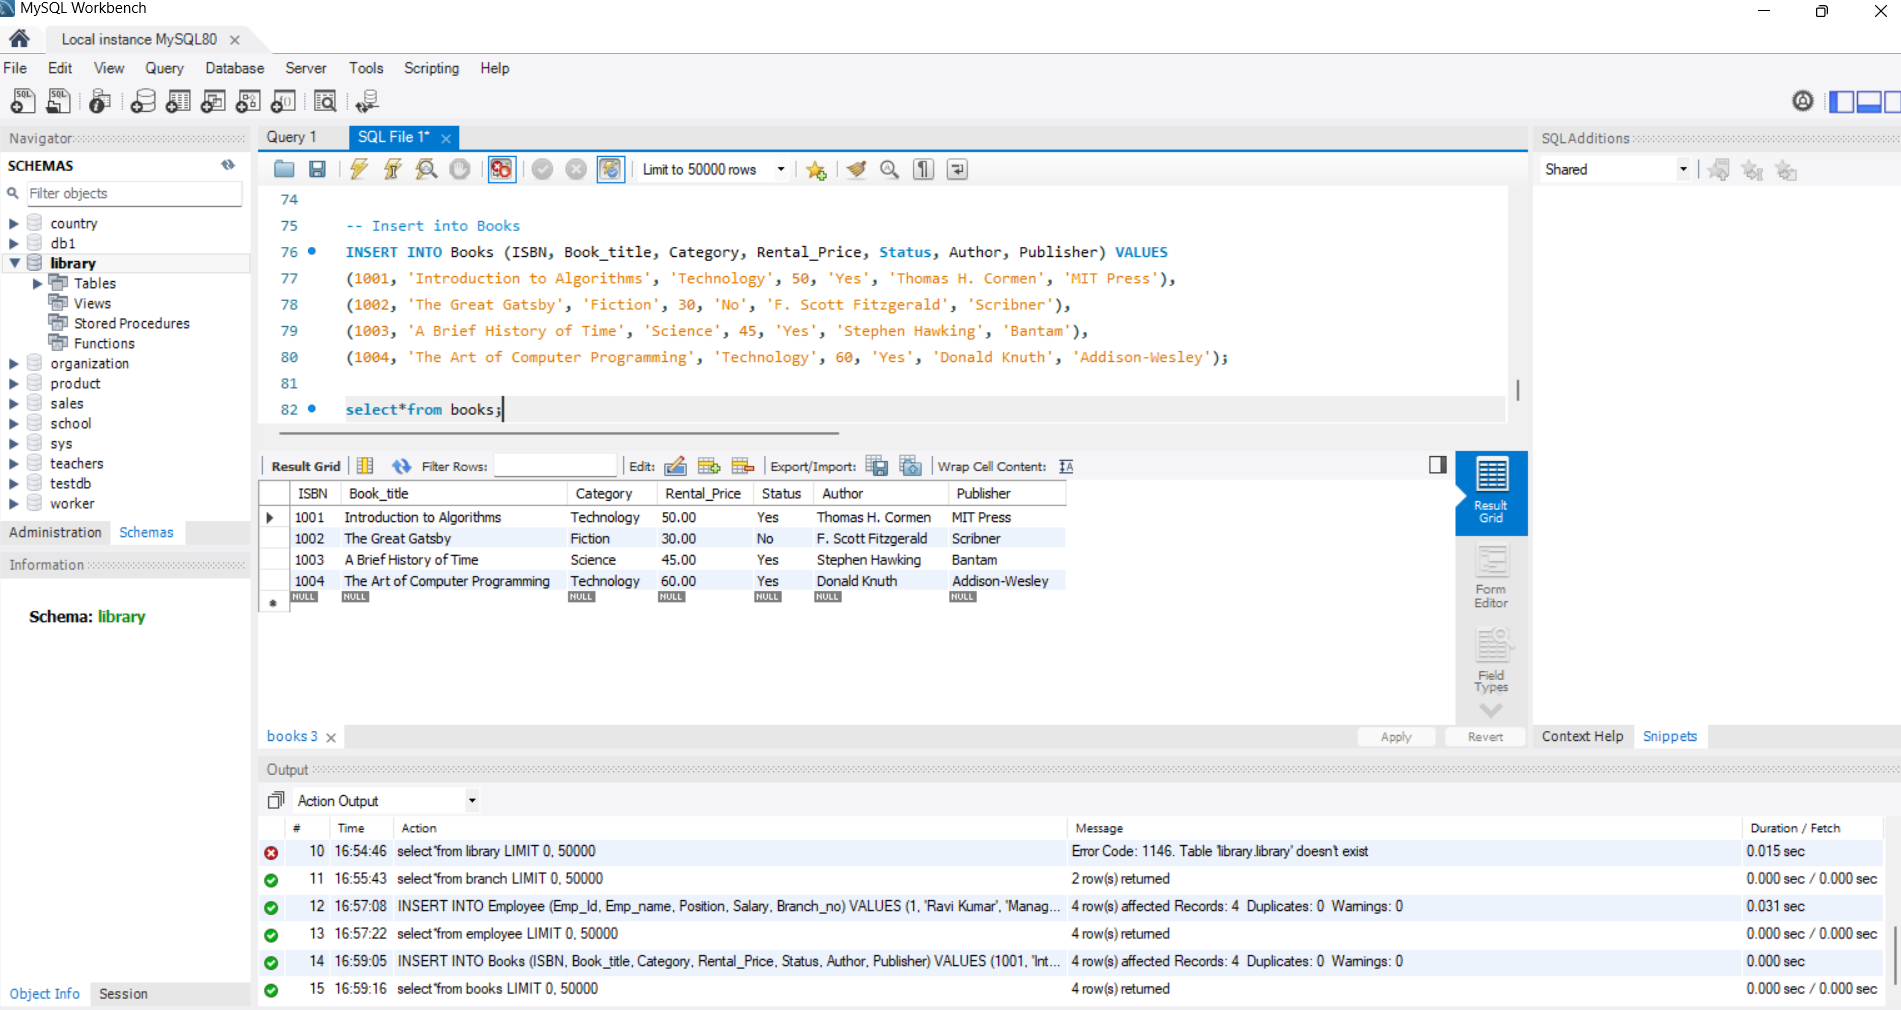 MySQL Workbench
Local instance MySQL80
File Edit View Query Database Server Tools Scripting Help
Navigator
SCHEMAS
Filter objects
country
db1
library
Tables
Views
Stored Procedures
Functions
organization
product
sales
school
sys
teachers
testdb
worker
Administration Schemas
Information
Schema: library
Object Info Session
Query 1 SQL File 1*
Limit to 50000 rows
74
75 -- Insert into Books
76 INSERT INTO Books (ISBN, Book_title, Category, Rental_Price, Status, Author, Publisher) VALUES
77 (1001, 'Introduction to Algorithms', 'Technology', 50, 'Yes', 'Thomas H. Cormen', 'MIT Press'),
78 (1002, 'The Great Gatsby', 'Fiction', 30, 'No', 'F. Scott Fitzgerald', 'Scribner'),
79 (1003, 'A Brief History of Time', 'Science', 45, 'Yes', 'Stephen Hawking', 'Bantam'),
80 (1004, 'The Art of Computer Programming', 'Technology', 60, 'Yes', 'Donald Knuth', 'Addison-Wesley');
81
82 select*from books;
Result Grid Filter Rows: Edit: Export/Import: Wrap Cell Content:
ISBN Book_title Category Rental_Price Status Author Publisher
1001 Introduction to Algorithms Technology 50.00 Yes Thomas H. Cormen MIT Press
1002 The Great Gatsby Fiction 30.00 No F. Scott Fitzgerald Scribner
1003 A Brief History of Time Science 45.00 Yes Stephen Hawking Bantam
1004 The Art of Computer Programming Technology 60.00 Yes Donald Knuth Addison-Wesley
NULL NULL NULL NULL NULL NULL NULL
Result
Grid
Form
Editor
Field
Types
books 3
Apply Revert
SQLAdditions
Shared
Context Help Snippets
Output
Action Output
# Time Action Message Duration / Fetch
10 16:54:46 select*from library LIMIT 0, 50000 Error Code: 1146. Table 'library.library' doesn't exist 0.015 sec
11 16:55:43 select*from branch LIMIT 0, 50000 2 row(s) returned 0.000 sec / 0.000 sec
12 16:57:08 INSERT INTO Employee (Emp_Id, Emp_name, Position, Salary, Branch_no) VALUES (1, 'Ravi Kumar', 'Manag... 4 row(s) affected Records: 4 Duplicates: 0 Warnings: 0 0.031 sec
13 16:57:22 select*from employee LIMIT 0, 50000 4 row(s) returned 0.000 sec / 0.000 sec
14 16:59:05 INSERT INTO Books (ISBN, Book_title, Category, Rental_Price, Status, Author, Publisher) VALUES (1001, 'Int... 4 row(s) affected Records: 4 Duplicates: 0 Warnings: 0 0.000 sec
15 16:59:16 select*from books LIMIT 0, 50000 4 row(s) returned 0.000 sec / 0.000 sec